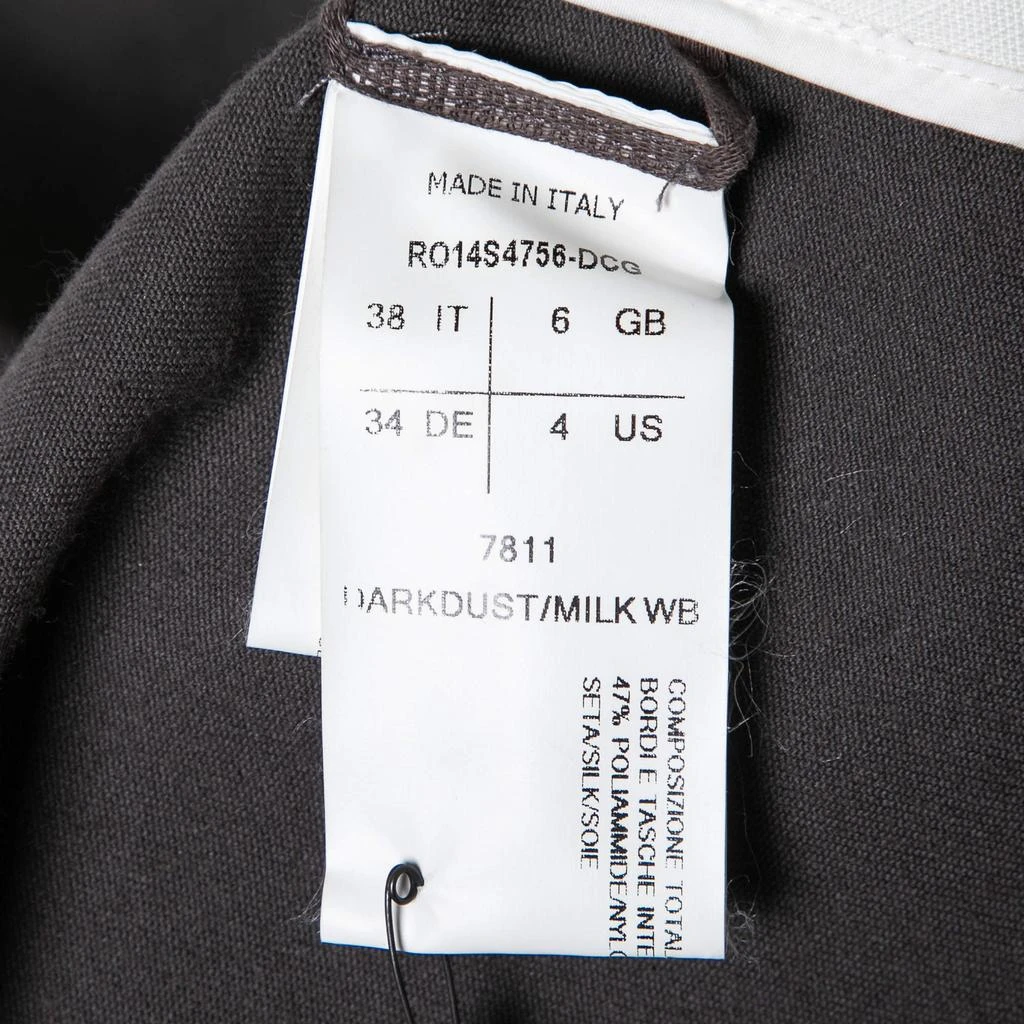 MADE IN ITALY
RO14S4756-DCG
38 IT 6 GB
34 DE 4 US
7811
DARKDUST/MILK WB
COMPOSIZIONE TOTAL
BORDI E TASCHE INTE
47% POLIAMMIDE/NYL
SETA/SILK/SOIE